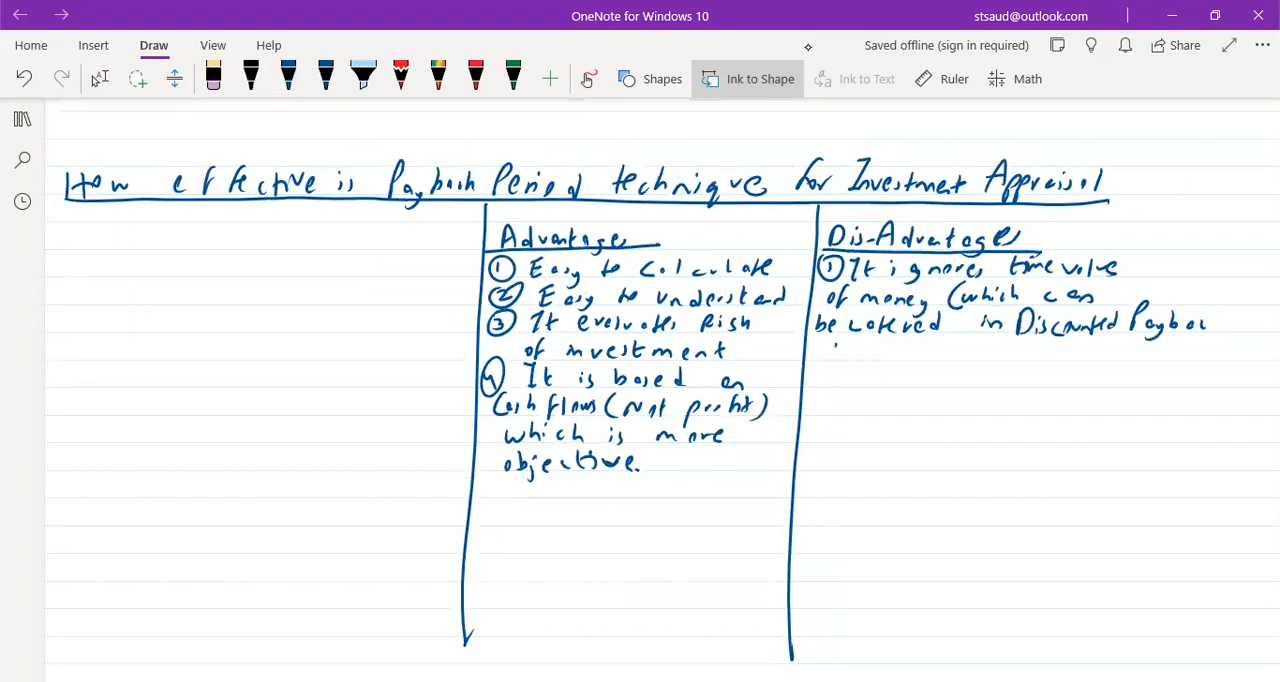 OneNote for Windows 10
stsaud@outlook.com
Home Insert Draw View Help
Saved offline (sign in required)
Share
Shapes
Ink to Shape
Ink to Text
Ruler
Math
How effective is Payback Period technique for Investment Appraisal
Advantages
① Easy to calculate
② Easy to understand
③ It evaluates Risk
of investment
④ It is based on
Cash flows (Not profit)
which is more
objective.
Dis-Advantages
① It ignores time value
of money (which can
be catered in Discounted Paybac